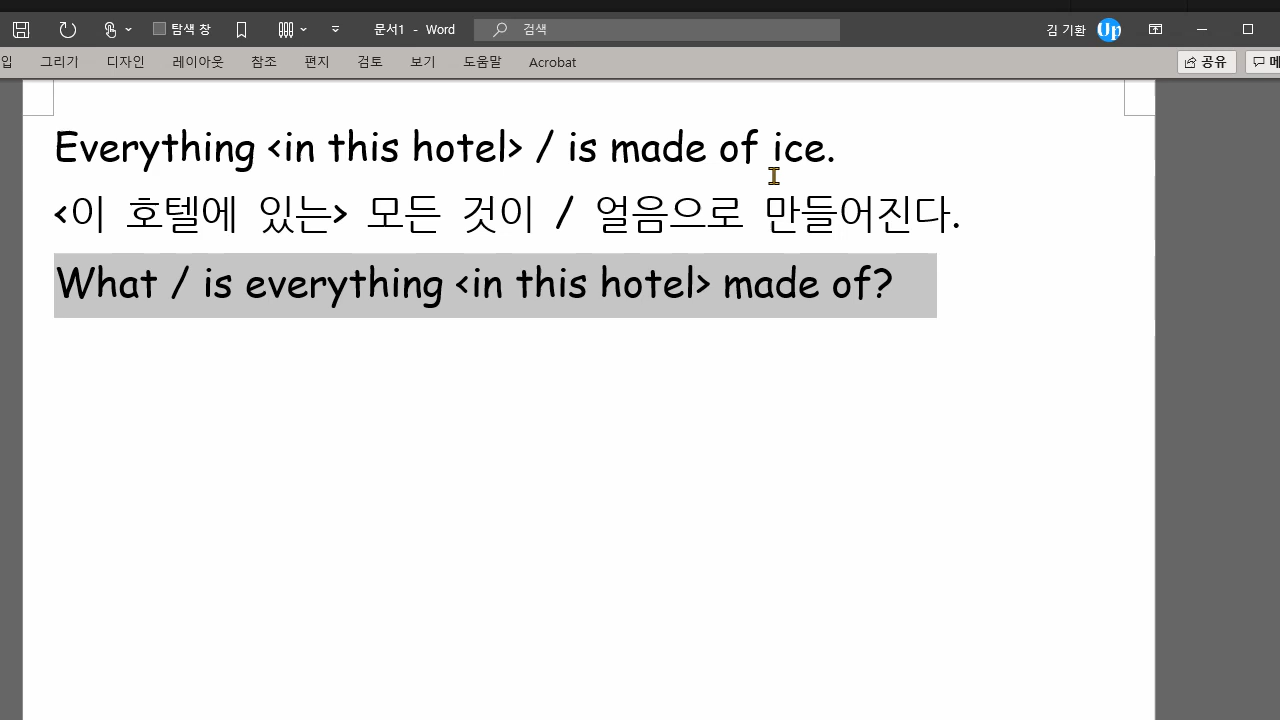 탐색 창
문서1 - Word
검색
김 기환
Up
입 그리기 디자인 레이아웃 참조 편지 검토 보기 도움말 Acrobat
공유
메
Everything <in this hotel> / is made of ice.
<이 호텔에 있는> 모든 것이 / 얼음으로 만들어진다.
What / is everything <in this hotel> made of?